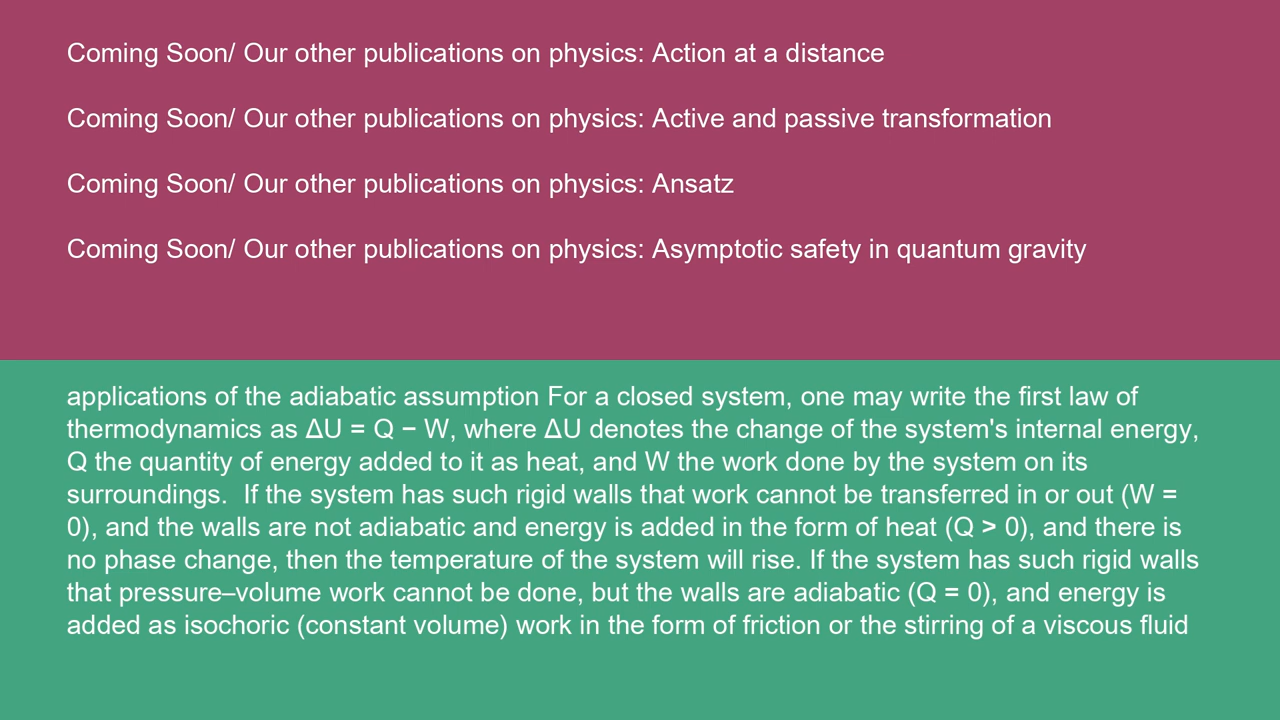 Coming Soon/ Our other publications on physics: Action at a distance
Coming Soon/ Our other publications on physics: Active and passive transformation
Coming Soon/ Our other publications on physics: Ansatz
Coming Soon/ Our other publications on physics: Asymptotic safety in quantum gravity
applications of the adiabatic assumption For a closed system, one may write the first law of
thermodynamics as ΔU = Q − W, where ΔU denotes the change of the system's internal energy,
Q the quantity of energy added to it as heat, and W the work done by the system on its
surroundings.  If the system has such rigid walls that work cannot be transferred in or out (W =
0), and the walls are not adiabatic and energy is added in the form of heat (Q > 0), and there is
no phase change, then the temperature of the system will rise. If the system has such rigid walls
that pressure–volume work cannot be done, but the walls are adiabatic (Q = 0), and energy is
added as isochoric (constant volume) work in the form of friction or the stirring of a viscous fluid